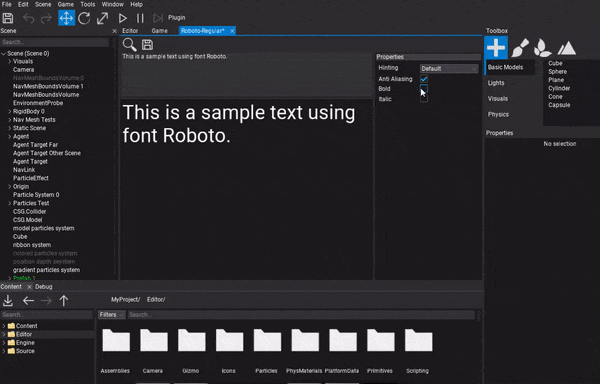 File Edit Scene Game Tools Window Help
Plugin
Scene
Search...
Scene (Scene 0)
Visuals
Camera
NavMeshBoundsVolume 0
NavMeshBoundsVolume 1
NavMeshBoundsVolume
EnvironmentProbe
RigidBody 0
Nav Mesh Tests
Static Scene
Agent
Agent Target Far
Agent Target Other Scene
Agent Target
NavLink
ParticleEffect
Origin
Particle System 0
Particles Test
CSG.Collider
CSG.Model
model particles system
Cube
ribbon system
colored particles system
position depth system
gradient particles system
Prefab 1
Editor Game Roboto-Regular*
This is a sample text using font Roboto.
This is a sample text using
font Roboto.
Properties
Hinting Default
Anti Aliasing
Bold
Italic
Toolbox
Basic Models
Lights
Visuals
Physics
Cube
Sphere
Plane
Cylinder
Cone
Capsule
Properties
No selection
Content Debug
MyProject/ Editor/
Search...
Content
Editor
Engine
Source
Filters
Search...
Assemblies Camera Gizmo Icons Particles PhysMaterials PlatformData Primitives Scripting